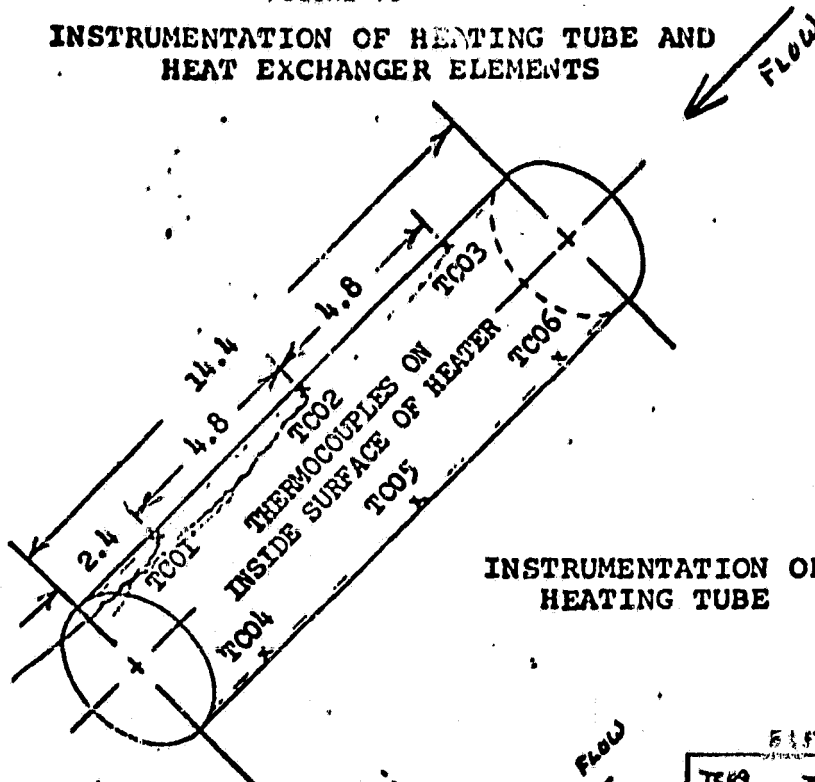 INSTRUMENTATION OF HEATING TUBE AND
HEAT EXCHANGER ELEMENTS
FLOW
4.8
TC03
14.4
TC06
4.8
TC02
THERMOCOUPLES ON
INSIDE SURFACE OF HEATER
TC05
2.4
TC01
TC04
INSTRUMENTATION
HEATING TUBE
FLOW